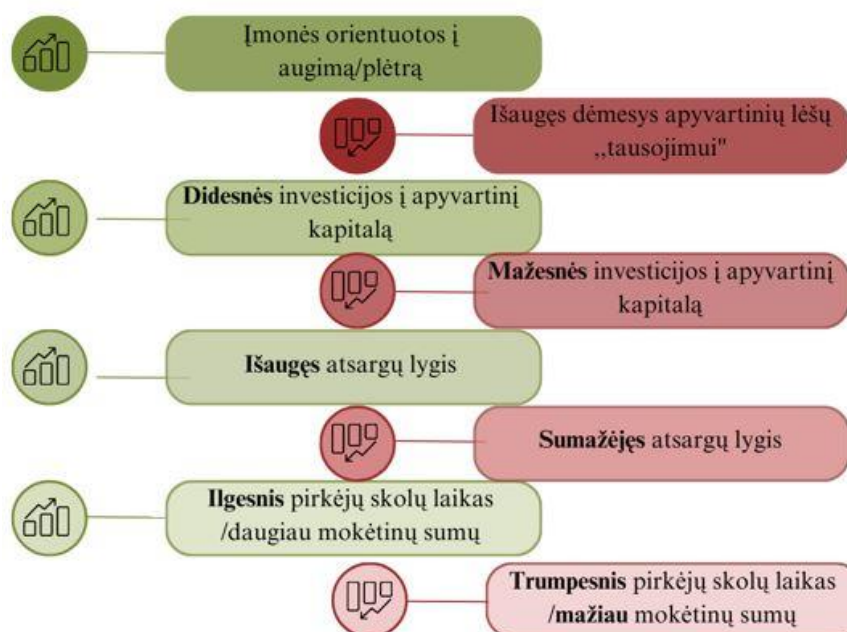 Įmonės orientuotos į
augimą/plėtrą
Išaugęs dėmesys apyvartinių lėšų
,,tausojimui"
Didesnės investicijos į apyvartinį
kapitalą
Mažesnės investicijos į apyvartinį
kapitalą
Išaugęs atsargų lygis
Sumažėjęs atsargų lygis
Ilgesnis pirkėjų skolų laikas
/daugiau mokėtinų sumų
Trumpesnis pirkėjų skolų laikas
/mažiau mokėtinų sumų